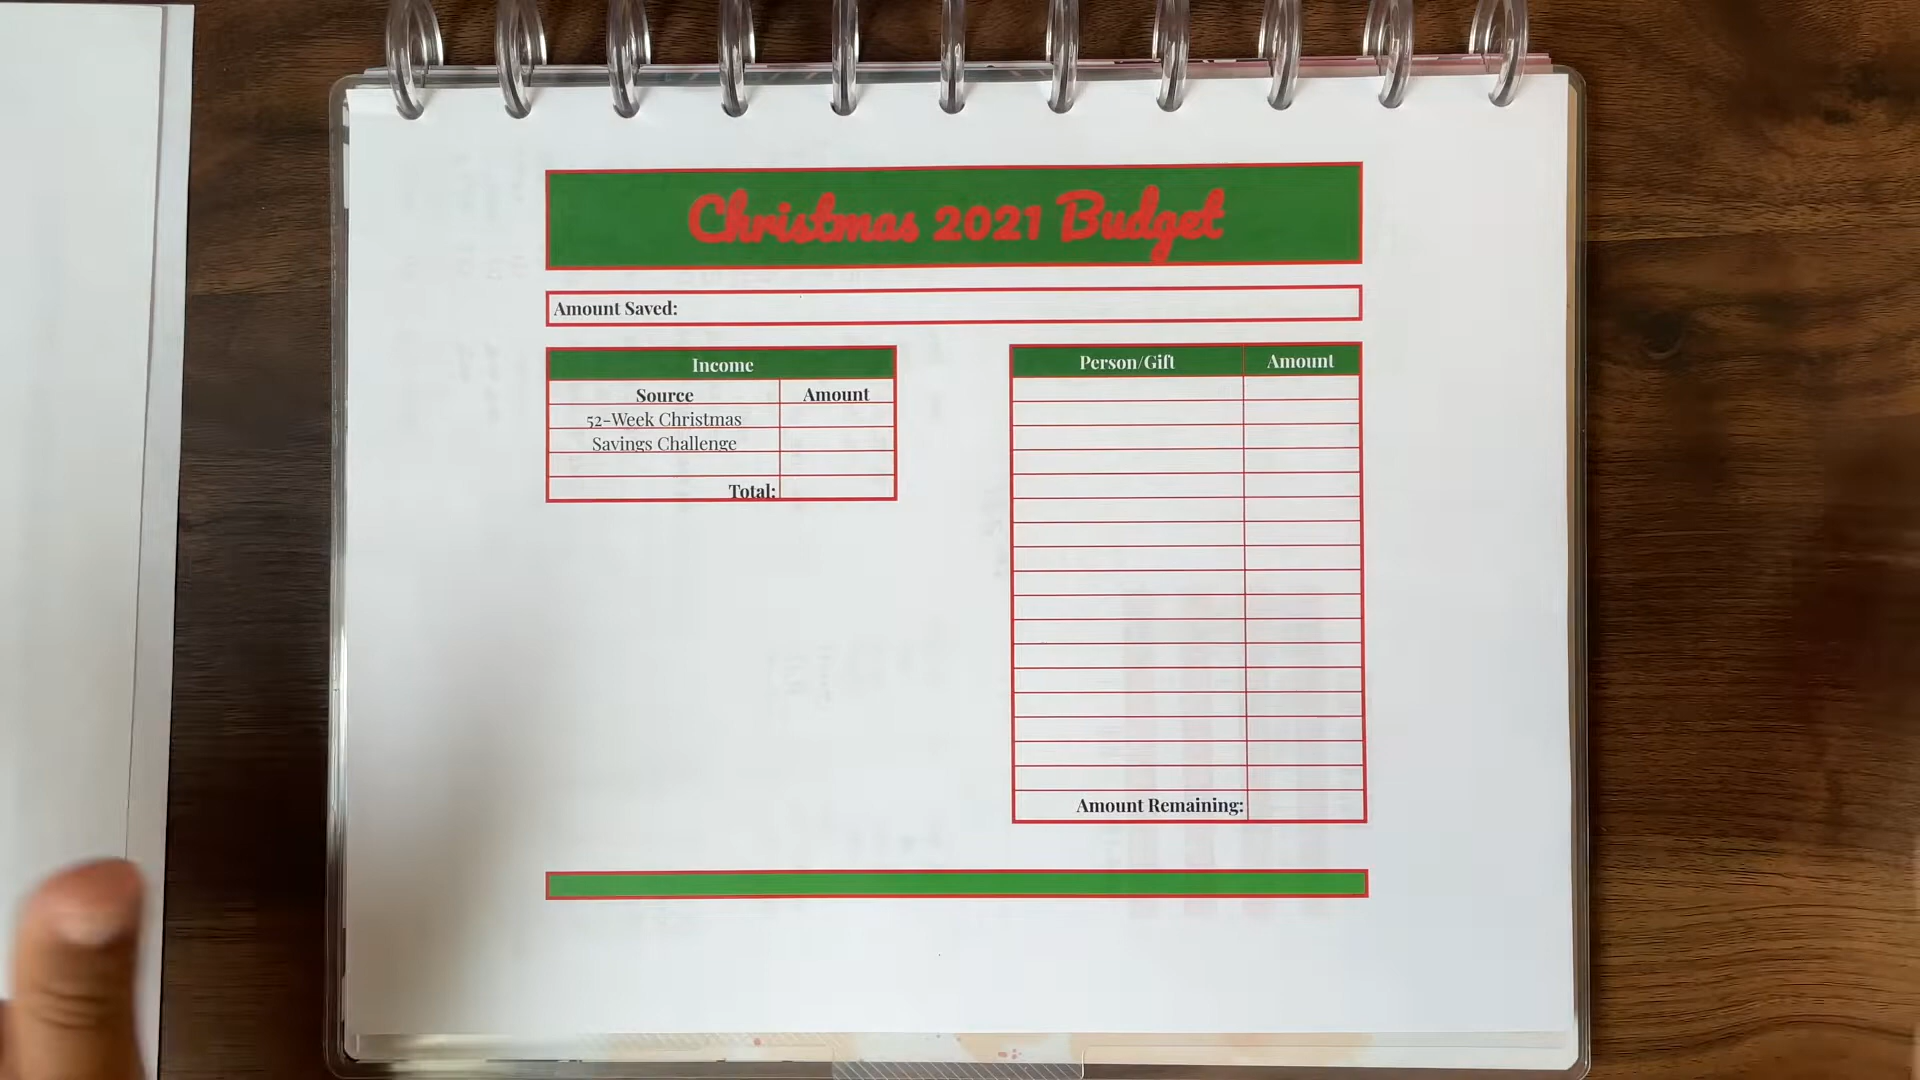 Christmas 2021 Budget
Amount Saved:
Income
Source Amount
52-Week Christmas
Savings Challenge
Total:
Person/Gift Amount
Amount Remaining: